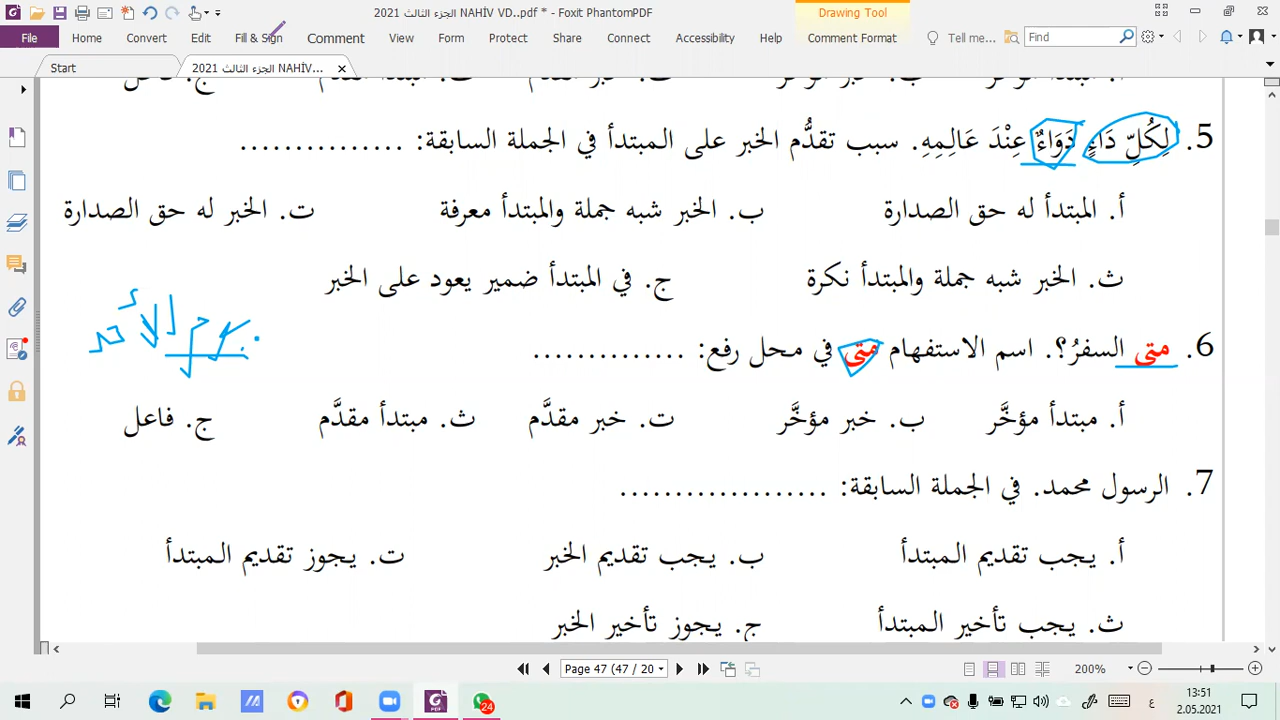 2021 الجزء الثالث NAHİV VD..pdf * - Foxit PhantomPDF
Drawing Tool
File Home Convert Edit Fill & Sign Comment View Form Protect Share Connect Accessibility Help Comment Format Tell me... Find
Start 2021 الجزء الثالث NAHİV VD...
5. لِكُلِّ دَاءٍ دَوَاءٌ عِنْدَ عَالِمِهِ. سبب تقدُّم الخبر على المبتدأ في الجملة السابقة: ...............
أ. المبتدأ له حق الصدارة ب. الخبر شبه جملة والمبتدأ معرفة ت. الخبر له حق الصدارة
ث. الخبر شبه جملة والمبتدأ نكرة ج. في المبتدأ ضمير يعود على الخبر
6. متى السفرُ؟. اسم الاستفهام متى في محل رفع: ..............
أ. مبتدأ مؤخَّر ب. خبر مؤخَّر ت. خبر مقدَّم ث. مبتدأ مقدَّم ج. فاعل
7. الرسول محمد. في الجملة السابقة: ...................
أ. يجب تقديم المبتدأ ب. يجب تقديم الخبر ت. يجوز تقديم المبتدأ
ث. يجب تأخير المبتدأ ج. يجوز تأخير الخبر
Page 47 (47 / 20 200%
24 ع 13:51
2.05.2021